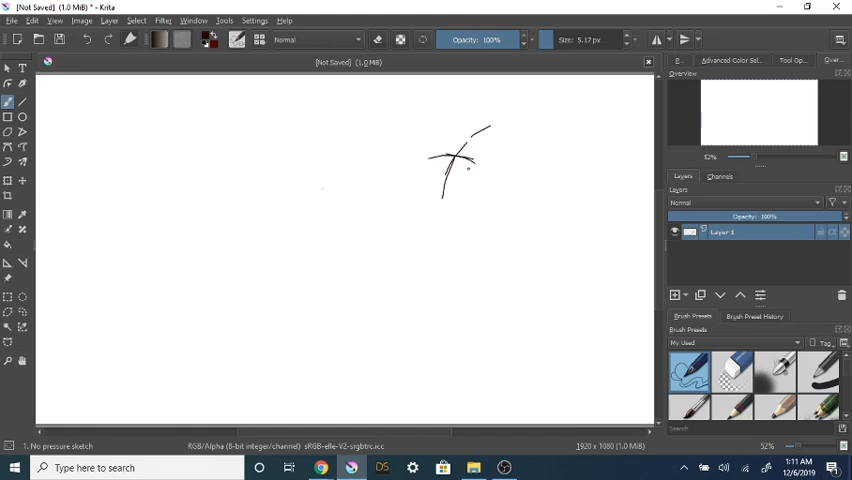 [Not Saved] (1.0 MiB) * - Krita
File Edit View Image Layer Select Filter Tools Settings Help
Normal Opacity: 100% Size: 5.17 px
[Not Saved] (1.0 MiB) *
P... Advanced Color Sel... Tool Op... Over...
Overview
52%
Layers Channels
Layers
Normal
Opacity: 100%
Layer 1
Brush Presets Brush Preset History
Brush Presets
My Used Tag
Search
1. No pressure sketch RGB/Alpha (8-bit integer/channel) sRGB-elle-V2-srgbtrc.icc 1920 x 1080 (1.0 MiB) 52%
Type here to search DS 1:11 AM
12/6/2019